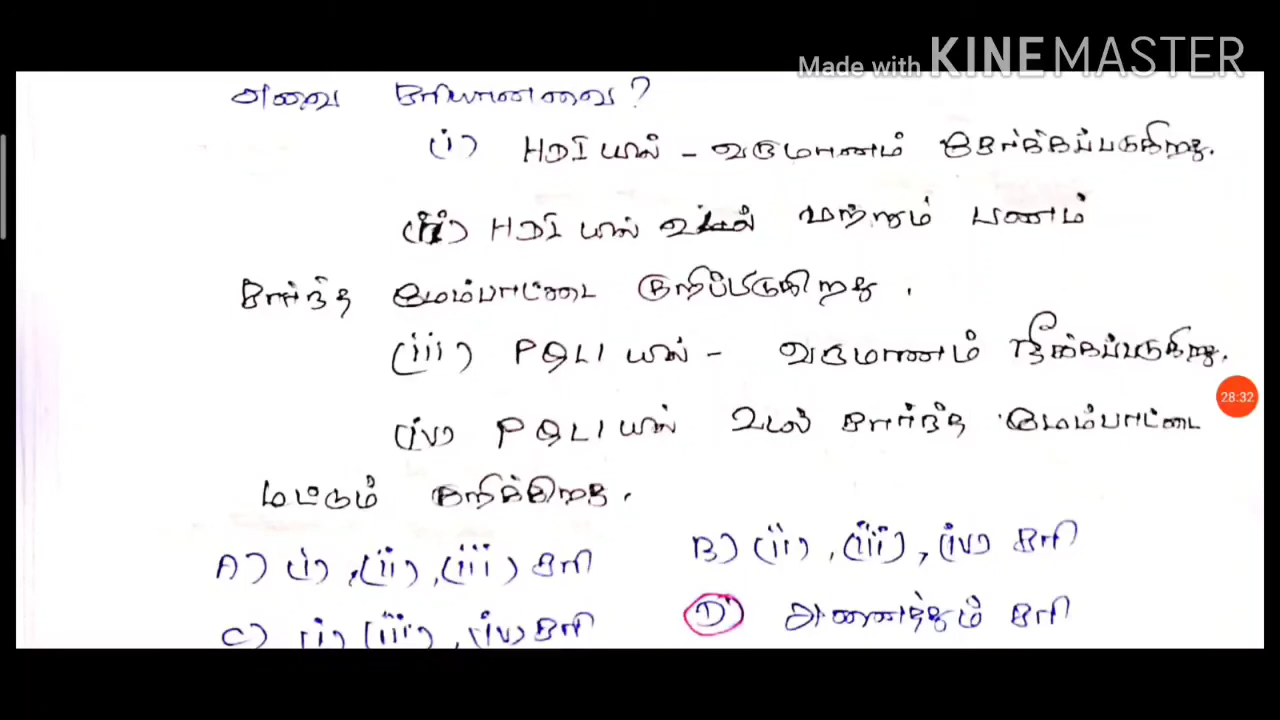 Made with KINEMASTER
அவை சரியானவை?
(i) HDI யில் - வருமானம் சேர்க்கப்படுகிறது.
(ii) HDI யில் உடல் மற்றும் பணம்
சார்ந்த மேம்பாட்டை குறிப்பிடுகிறது.
(iii) PQLI யில் - வருமானம் நீக்கப்படுகிறது.
28:32
(iv) PQLI யில் உடல் சார்ந்த மேம்பாட்டை
மட்டும் குறிக்கிறது.
A) (i), (ii), (iii) சரி B) (ii), (iii), (iv) சரி
C) (i) (iii), (iv) சரி D) அனைத்தும் சரி